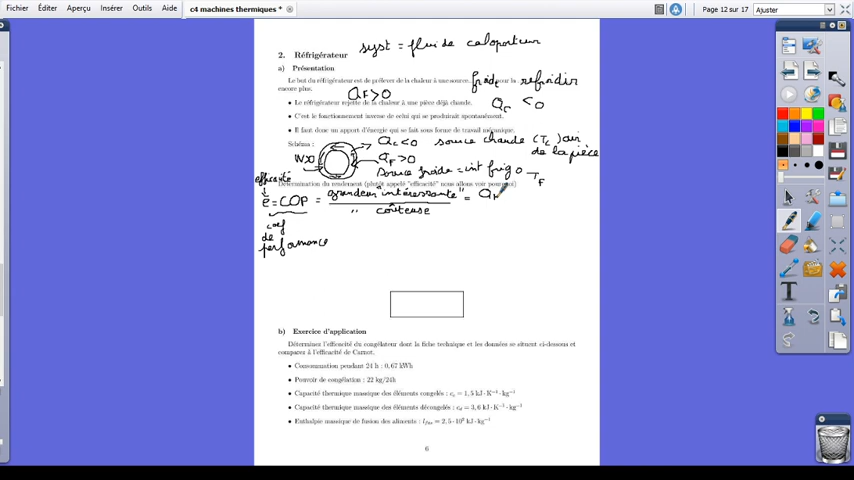 Fichier Éditer Affichage Insérer Outils Aide c4 machines thermiques * Page 12 sur 17 Ajuster
syst = fluide caloporteur
2. Réfrigérateur
a) Présentation
Le but du réfrigérateur est de prélever de la chaleur à une source froide pour la refroidir
encore plus. QF>0
• Le réfrigérateur rejette de la chaleur à une pièce déjà chaude. Qc <0
• C'est le fonctionnement inverse de celui qui se produirait spontanément.
• Il faut donc un apport d'énergie qui se fait sous forme de travail mécanique.
Schéma : Qc<0 source chaude (Tc) air
de la pièce
W>0 QF>0
source froide = int frigo TF
efficacité
Détermination du rendement (plutôt appelé "efficacité" nous allons voir pourquoi)
e = COP = grandeur "intéressante" = QF
" coûteuse
coef
de
performance
b) Exercice d'application
Déterminez l'efficacité du congélateur dont la fiche technique et les données se situent ci-dessous et
comparez à l'efficacité de Carnot.
• Consommation pendant 24 h : 0,67 kWh
• Pouvoir de congélation : 22 kg/24h
• Capacité thermique massique des éléments congelés : cc = 1,5 kJ·K⁻¹·kg⁻¹
• Capacité thermique massique des éléments décongelés : cd = 3,6 kJ·K⁻¹·kg⁻¹
• Enthalpie massique de fusion des aliments : lfus = 2.5·10² kJ·kg⁻¹
6